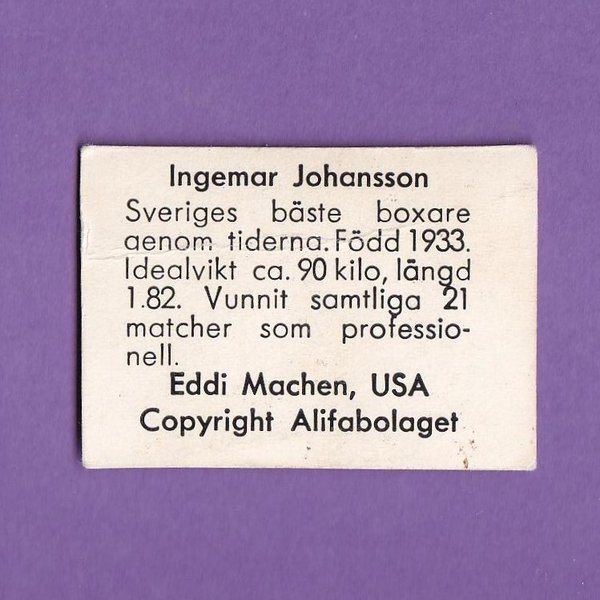 Ingemar Johansson
Sveriges bäste boxare
genom tiderna. Född 1933.
Idealvikt ca. 90 kilo, längd
1.82. Vunnit samtliga 21
matcher som professio-
nell.
Eddi Machen, USA
Copyright Alifabolaget